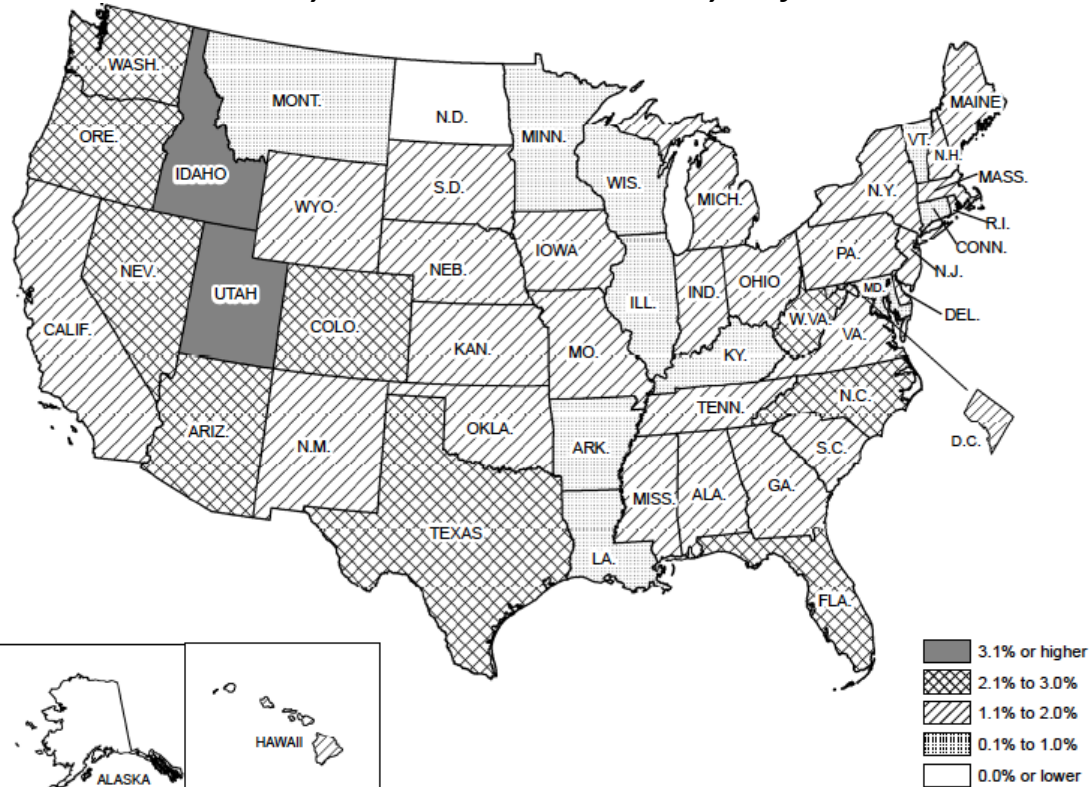 WASH.
MONT.
N.D.
MINN.
MAINE
VT.
N.H.
ORE.
IDAHO
WYO.
S.D.
WIS.
MICH.
N.Y.
MASS.
R.I.
CONN.
N.J.
NEV.
UTAH
COLO.
NEB.
IOWA
ILL.
IND.
OHIO
PA.
MD.
DEL.
CALIF.
KAN.
MO.
KY.
W.VA.
VA.
ARIZ.
N.M.
OKLA.
ARK.
TENN.
N.C.
S.C.
D.C.
TEXAS
LA.
MISS.
ALA.
GA.
FLA.
ALASKA
HAWAII
3.1% or higher
2.1% to 3.0%
1.1% to 2.0%
0.1% to 1.0%
0.0% or lower